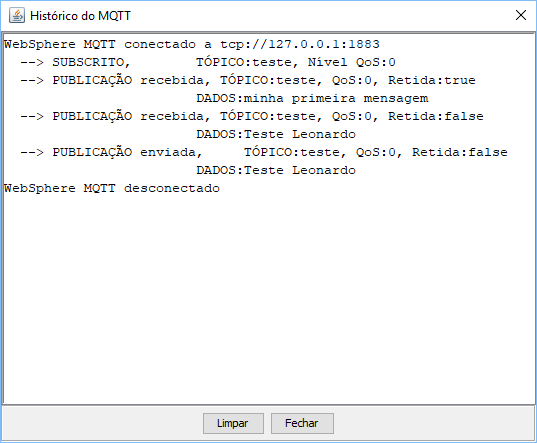 Histórico do MQTT
WebSphere MQTT conectado a tcp://127.0.0.1:1883
--> SUBSCRITO, TÓPICO:teste, Nível QoS:0
--> PUBLICAÇÃO recebida, TÓPICO:teste, QoS:0, Retida:true
DADOS:minha primeira mensagem
--> PUBLICAÇÃO recebida, TÓPICO:teste, QoS:0, Retida:false
DADOS:Teste Leonardo
--> PUBLICAÇÃO enviada, TÓPICO:teste, QoS:0, Retida:false
DADOS:Teste Leonardo
WebSphere MQTT desconectado
Limpar Fechar